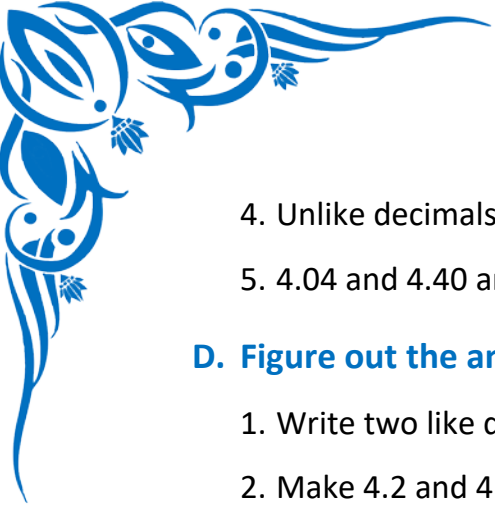 4. Unlike decimals
5. 4.04 and 4.40
D. Figure out the
1. Write two like
2. Make 4.2 and